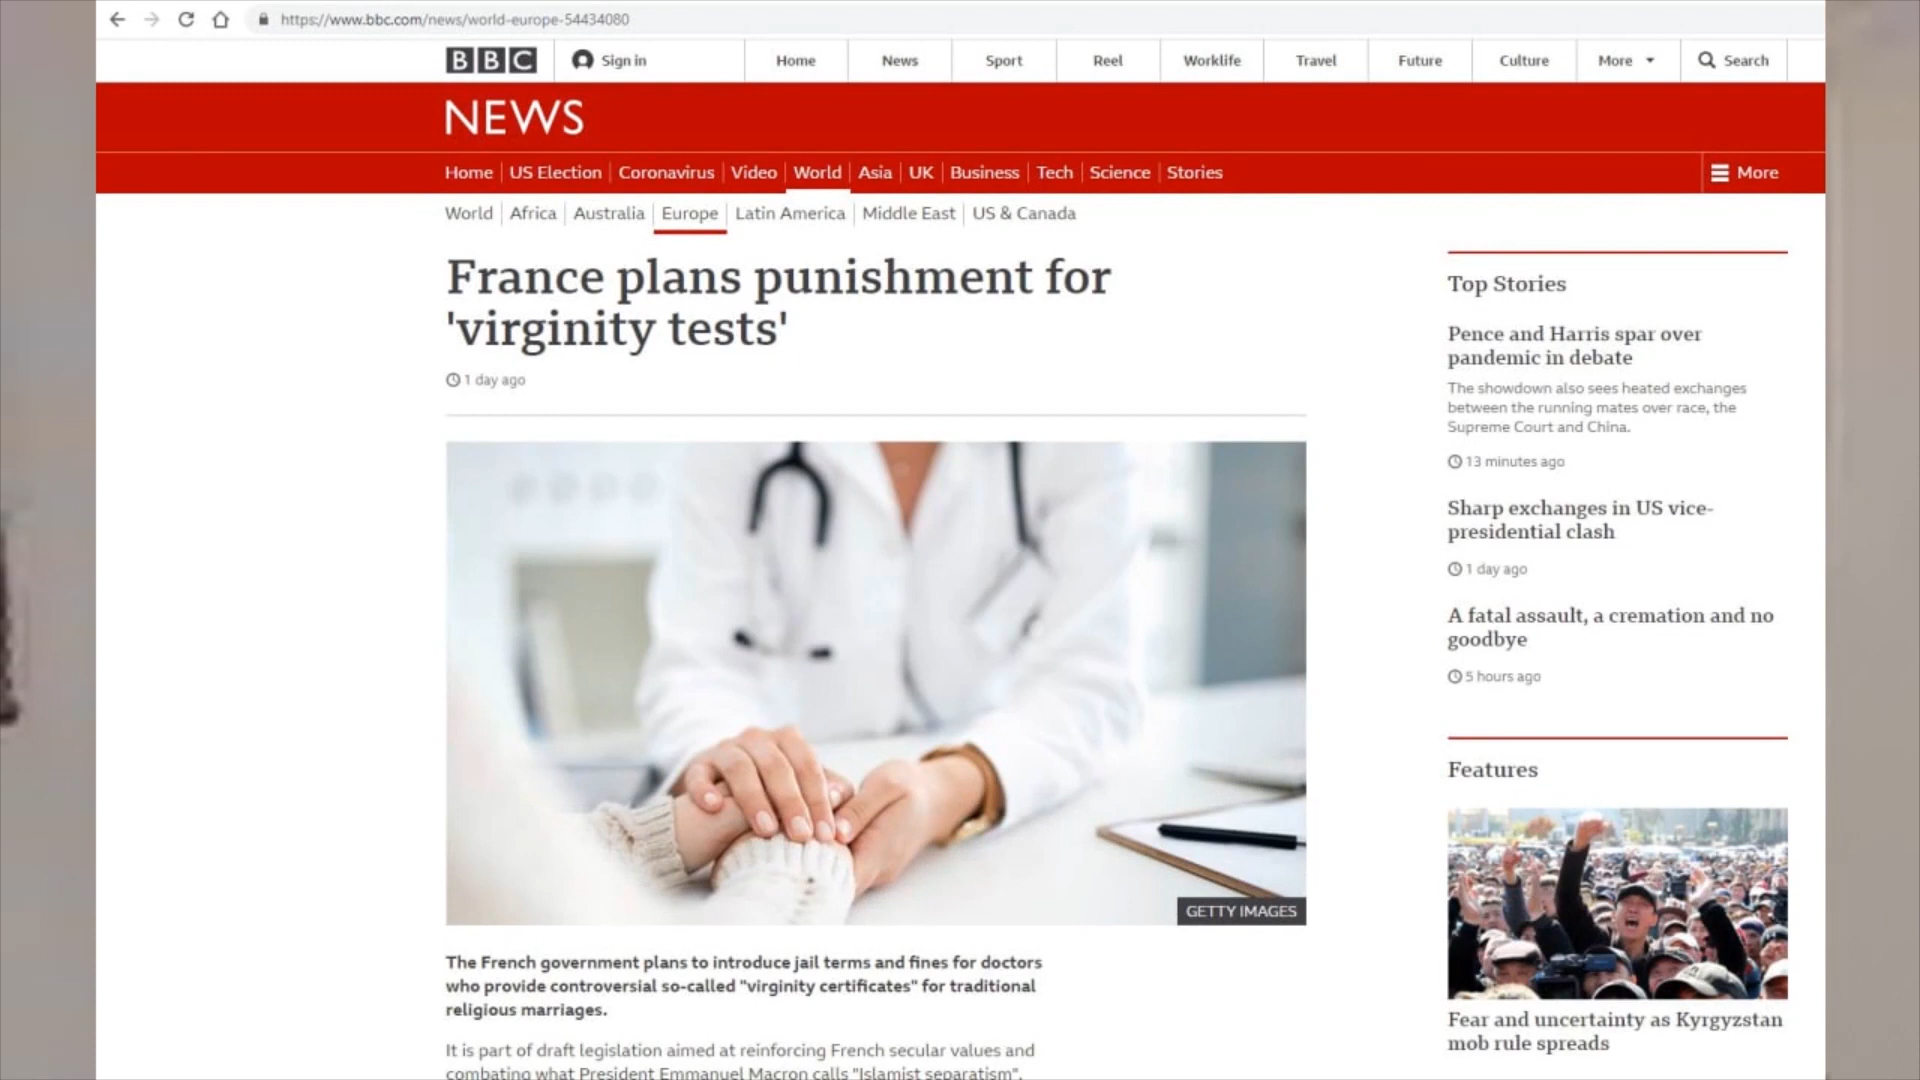 https://www.bbc.com/news/world-europe-54434080
BBC Sign in Home News Sport Reel Worklife Travel Future Culture More Search
NEWS
Home US Election Coronavirus Video World Asia UK Business Tech Science Stories More
World Africa Australia Europe Latin America Middle East US & Canada
France plans punishment for
'virginity tests'
1 day ago
GETTY IMAGES
The French government plans to introduce jail terms and fines for doctors
who provide controversial so-called "virginity certificates" for traditional
religious marriages.
It is part of draft legislation aimed at reinforcing French secular values and
combating what President Emmanuel Macron calls "Islamist separatism".
Top Stories
Pence and Harris spar over
pandemic in debate
The showdown also sees heated exchanges
between the running mates over race, the
Supreme Court and China.
13 minutes ago
Sharp exchanges in US vice-
presidential clash
1 day ago
A fatal assault, a cremation and no
goodbye
5 hours ago
Features
Fear and uncertainty as Kyrgyzstan
mob rule spreads